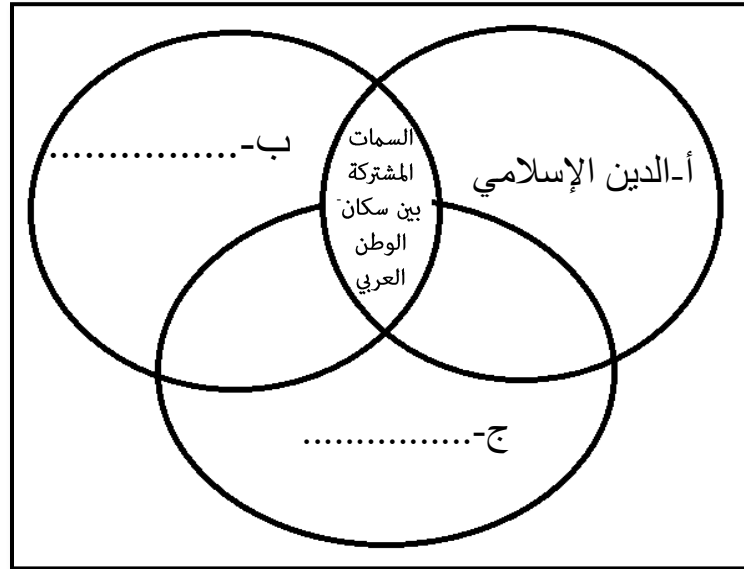 أ-الدين الإسلامي
ب-................
السمات
المشتركة
بين سكان
الوطن
العربي
ج-................